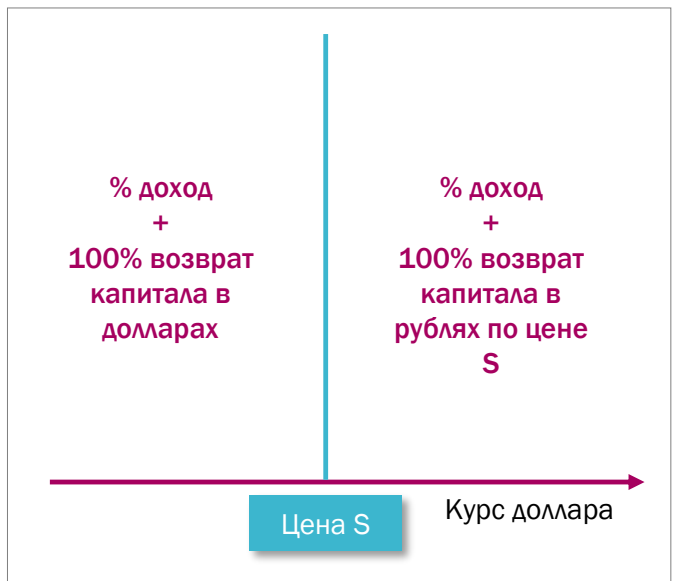 % доход
+
100% возврат
капитала в
долларах
% доход
+
100% возврат
капитала в
рублях по цене
S
Цена S
Курс доллара